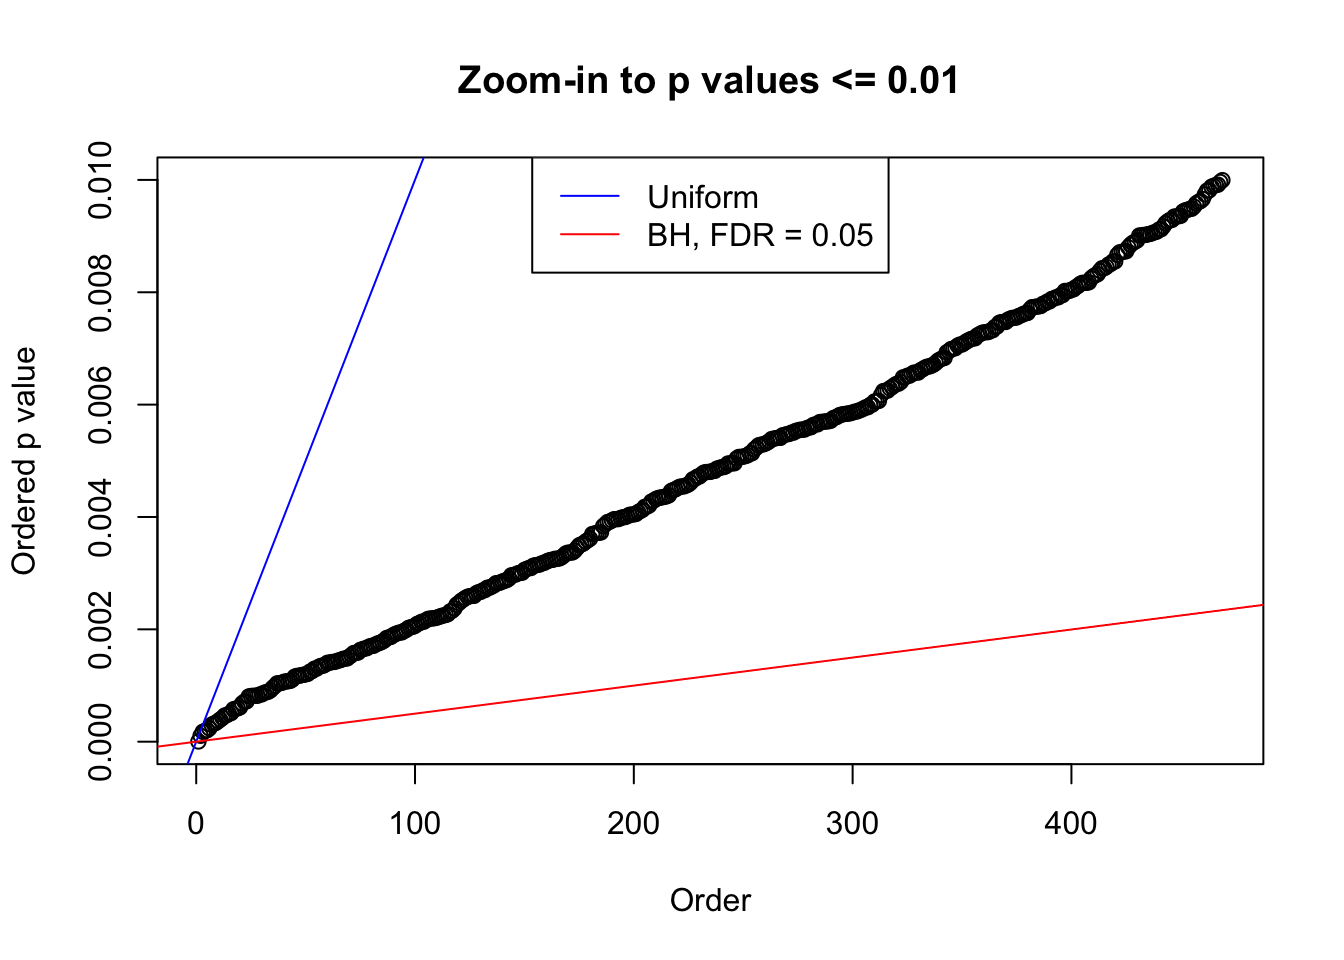 Zoom-in to p values <= 0.01
Uniform
BH, FDR = 0.05
Ordered p value
0.010
0.008
0.006
0.004
0.002
0.000
0 100 200 300 400
Order